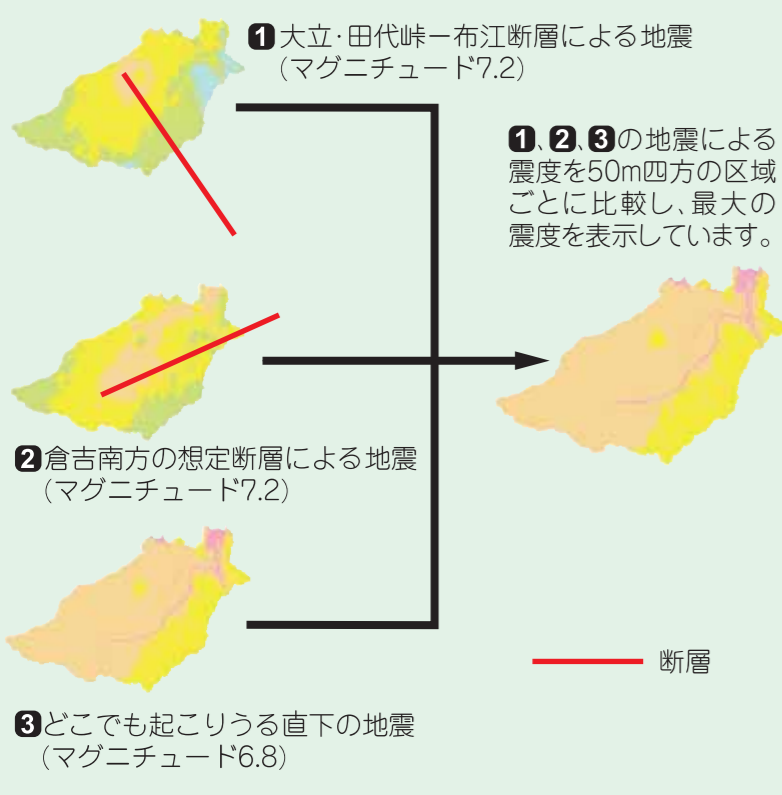 ❶大立･田代峠ー布江断層による地震
(マグニチュード7.2)
❶、❷、❸の地震による
震度を50m四方の区域
ごとに比較し、最大の
震度を表示しています。
❷倉吉南方の想定断層による地震
(マグニチュード7.2)
断層
❸どこでも起こりうる直下の地震
(マグニチュード6.8)